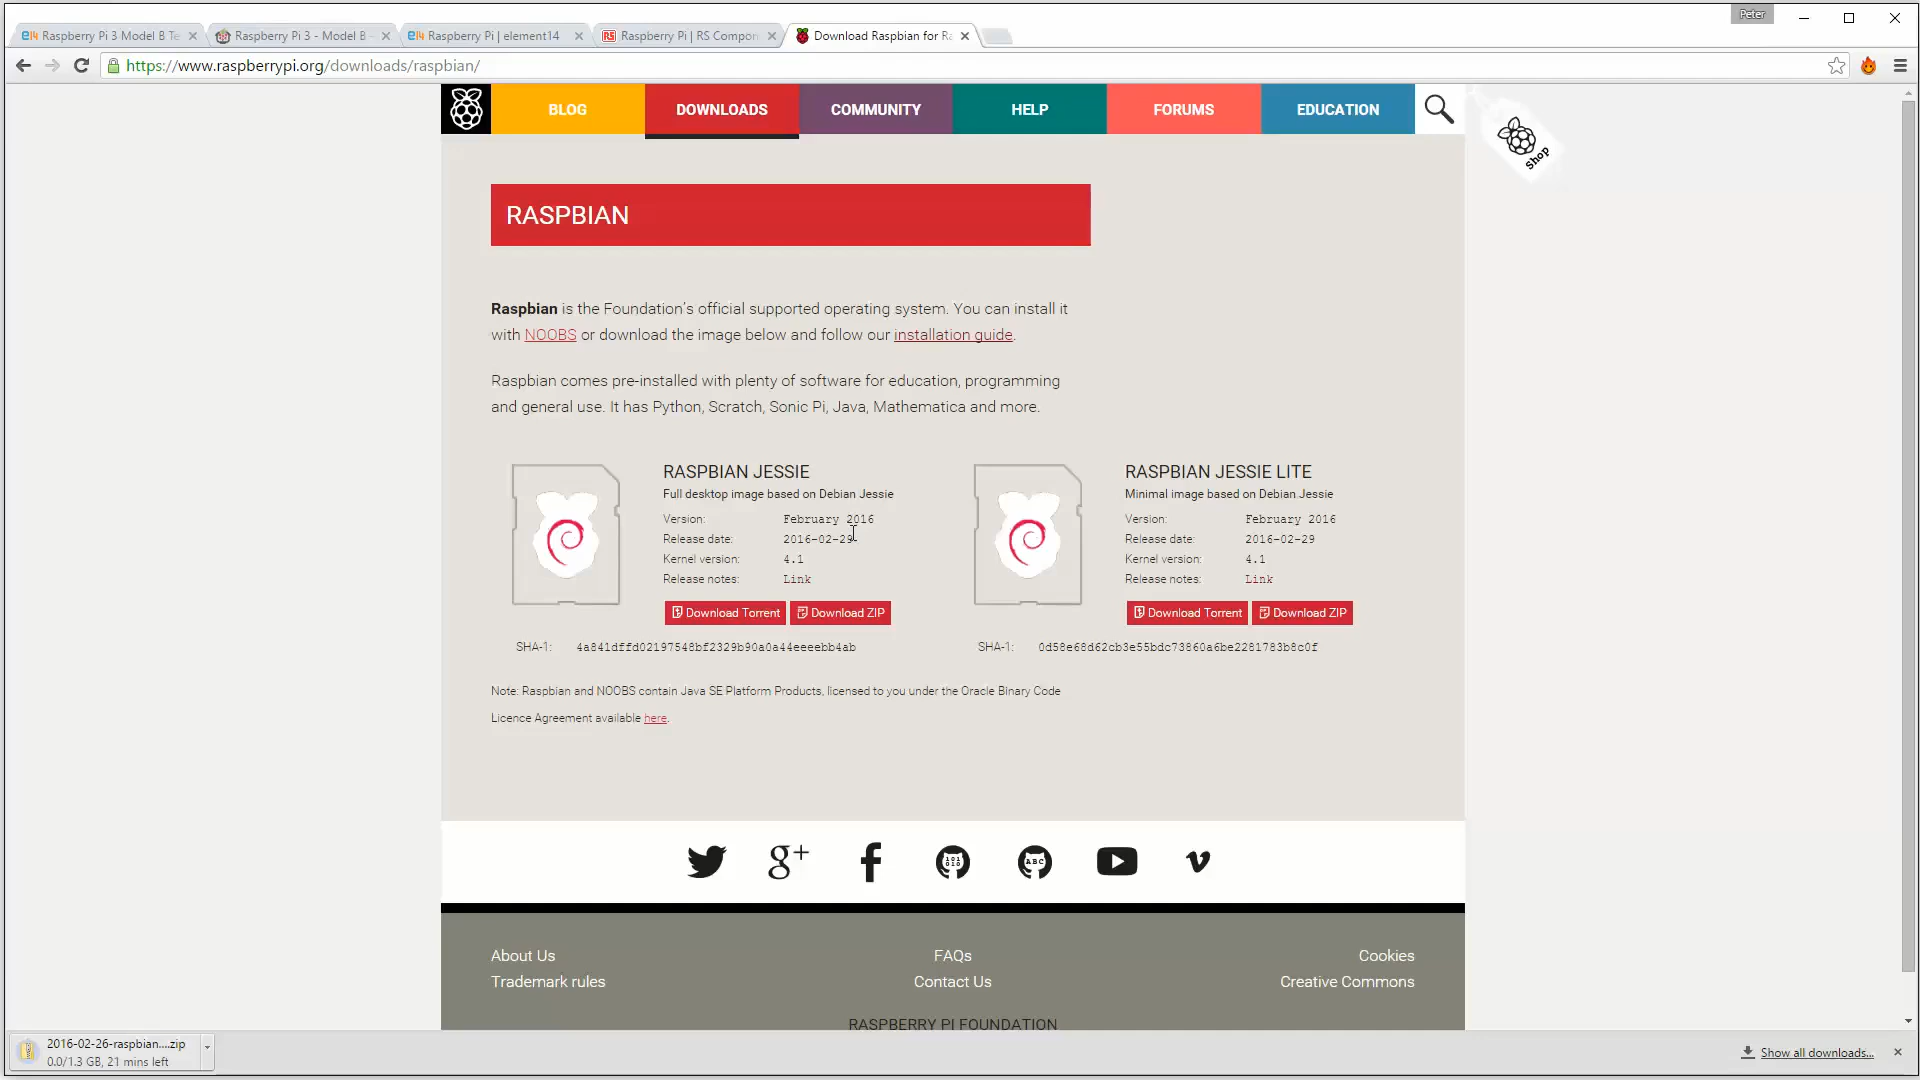 Peter
Raspberry Pi 3 Model B Te
Raspberry Pi 3 - Model B -
Raspberry Pi | element14
Raspberry Pi | RS Compon
Download Raspbian for Ra
https://www.raspberrypi.org/downloads/raspbian/
BLOG
DOWNLOADS
COMMUNITY
HELP
FORUMS
EDUCATION
Shop
RASPBIAN
Raspbian is the Foundation's official supported operating system. You can install it
with NOOBS or download the image below and follow our installation guide.
Raspbian comes pre-installed with plenty of software for education, programming
and general use. It has Python, Scratch, Sonic Pi, Java, Mathematica and more.
RASPBIAN JESSIE
Full desktop image based on Debian Jessie
Version: February 2016
Release date: 2016-02-29
Kernel version: 4.1
Release notes: Link
Download Torrent
Download ZIP
SHA-1: 4a841dffd02197548bf2329b90a0a44eeeebb4ab
RASPBIAN JESSIE LITE
Minimal image based on Debian Jessie
Version: February 2016
Release date: 2016-02-29
Kernel version: 4.1
Release notes: Link
Download Torrent
Download ZIP
SHA-1: 0d58e68d62cb3e55bdc73860a6be2281783b8c0f
Note: Raspbian and NOOBS contain Java SE Platform Products, licensed to you under the Oracle BInary Code
Licence Agreement available here.
About Us
FAQs
Cookies
Trademark rules
Contact Us
Creative Commons
RASPBERRY PI FOUNDATION
2016-02-26-raspbian....zip
0.0/1.3 GB, 21 mins left
Show all downloads...